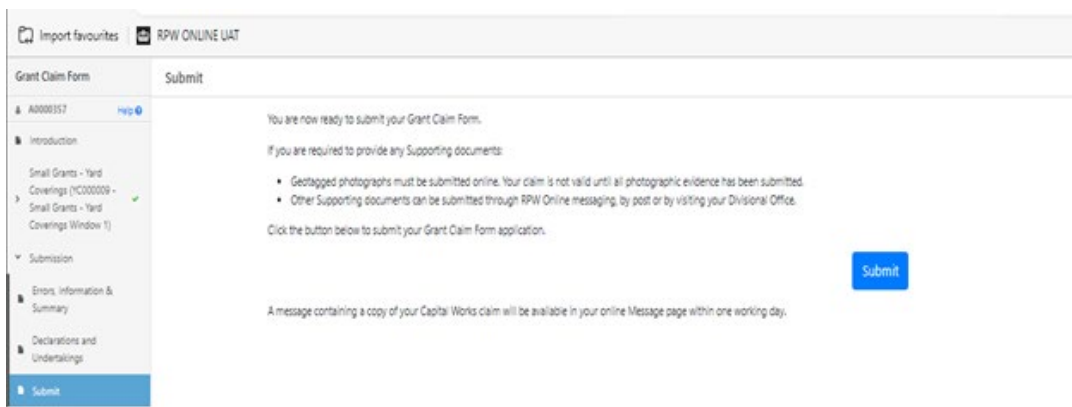 Import favourites
RPW ONLINE UAT
Grant Claim Form
Submit
A0000357
Help
Introduction
Small Grants - Yard
Coverings (YC000009 -
Small Grants - Yard
Coverings Window 1)
Submission
Errors, Information &
Summary
Declarations and
Undertakings
Submit
You are now ready to submit your Grant Claim Form.
If you are required to provide any Supporting documents:
• Geotagged photographs must be submitted online. Your claim is not valid until all photographic evidence has been submitted.
• Other Supporting documents can be submitted through RPW Online messaging, by post or by visiting your Divisional Office.
Click the button below to submit your Grant Claim Form application.
Submit
A message containing a copy of your Capital Works claim will be available in your online Message page within one working day.